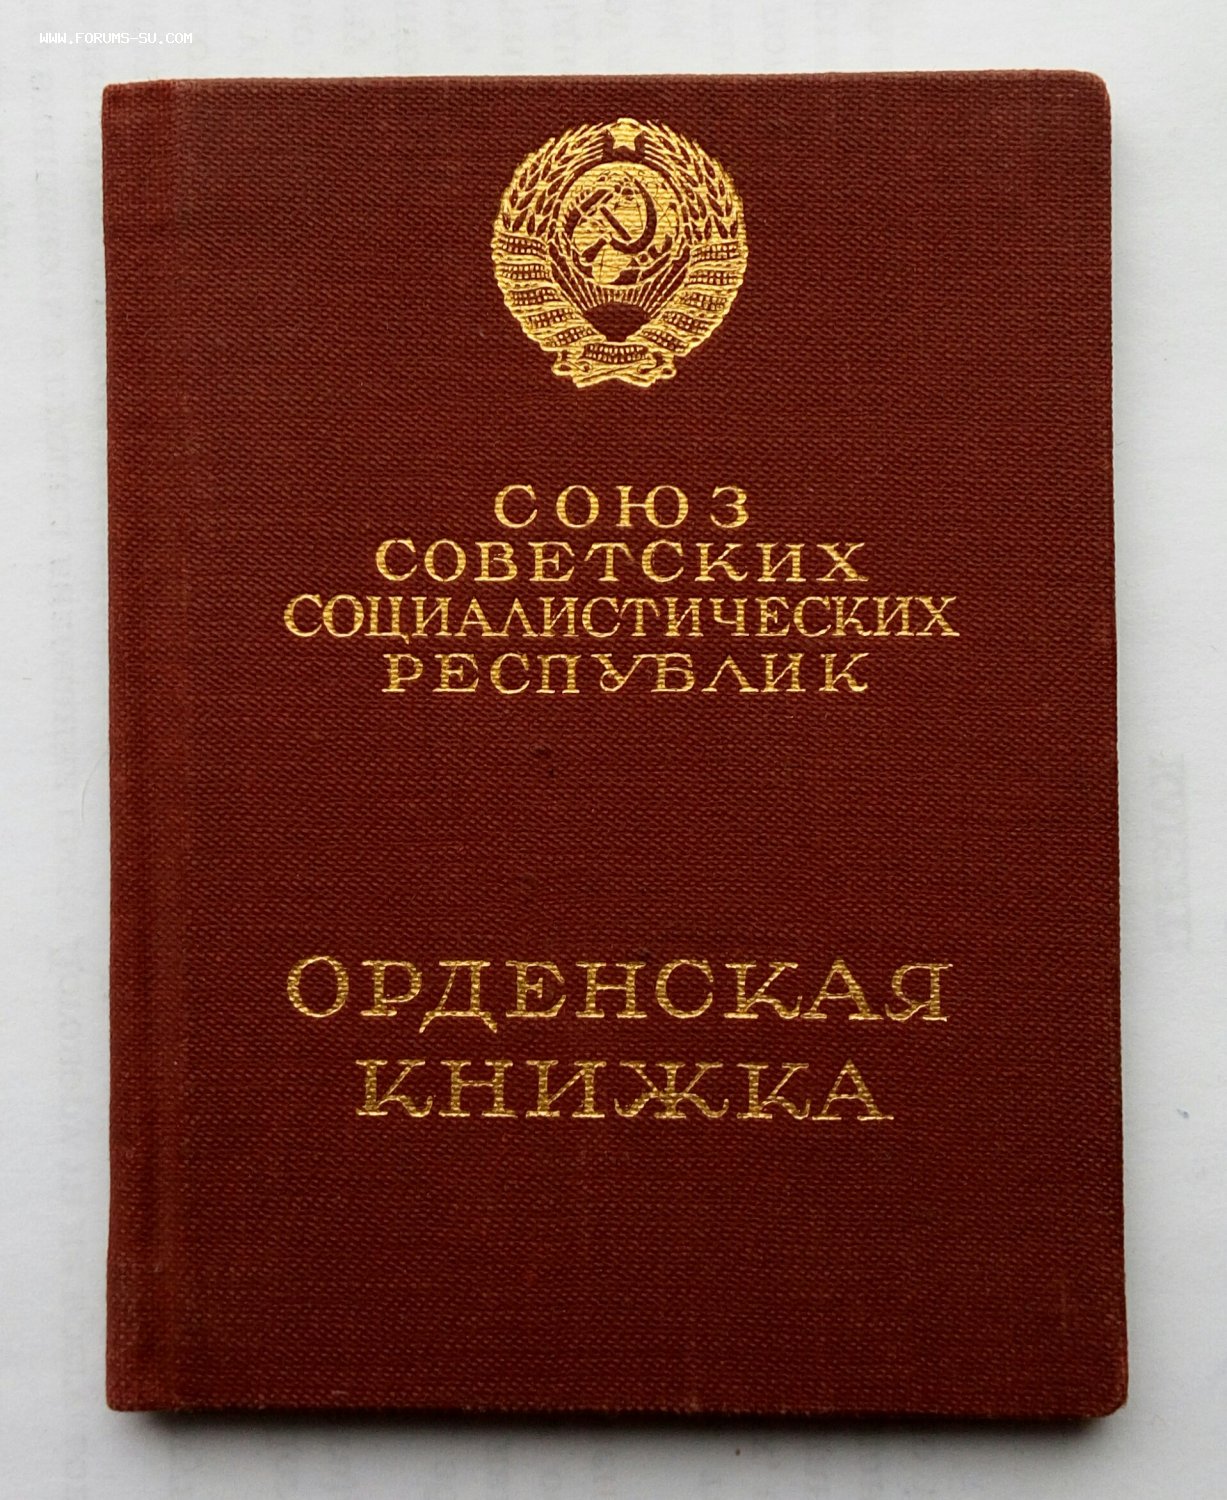 WWW.FORUMS-SU.COM
СОЮЗ
СОВЕТСКИХ
СОЦИАЛИСТИЧЕСКИХ
РЕСПУБЛИК
ОРДЕНСКАЯ
КНИЖКА